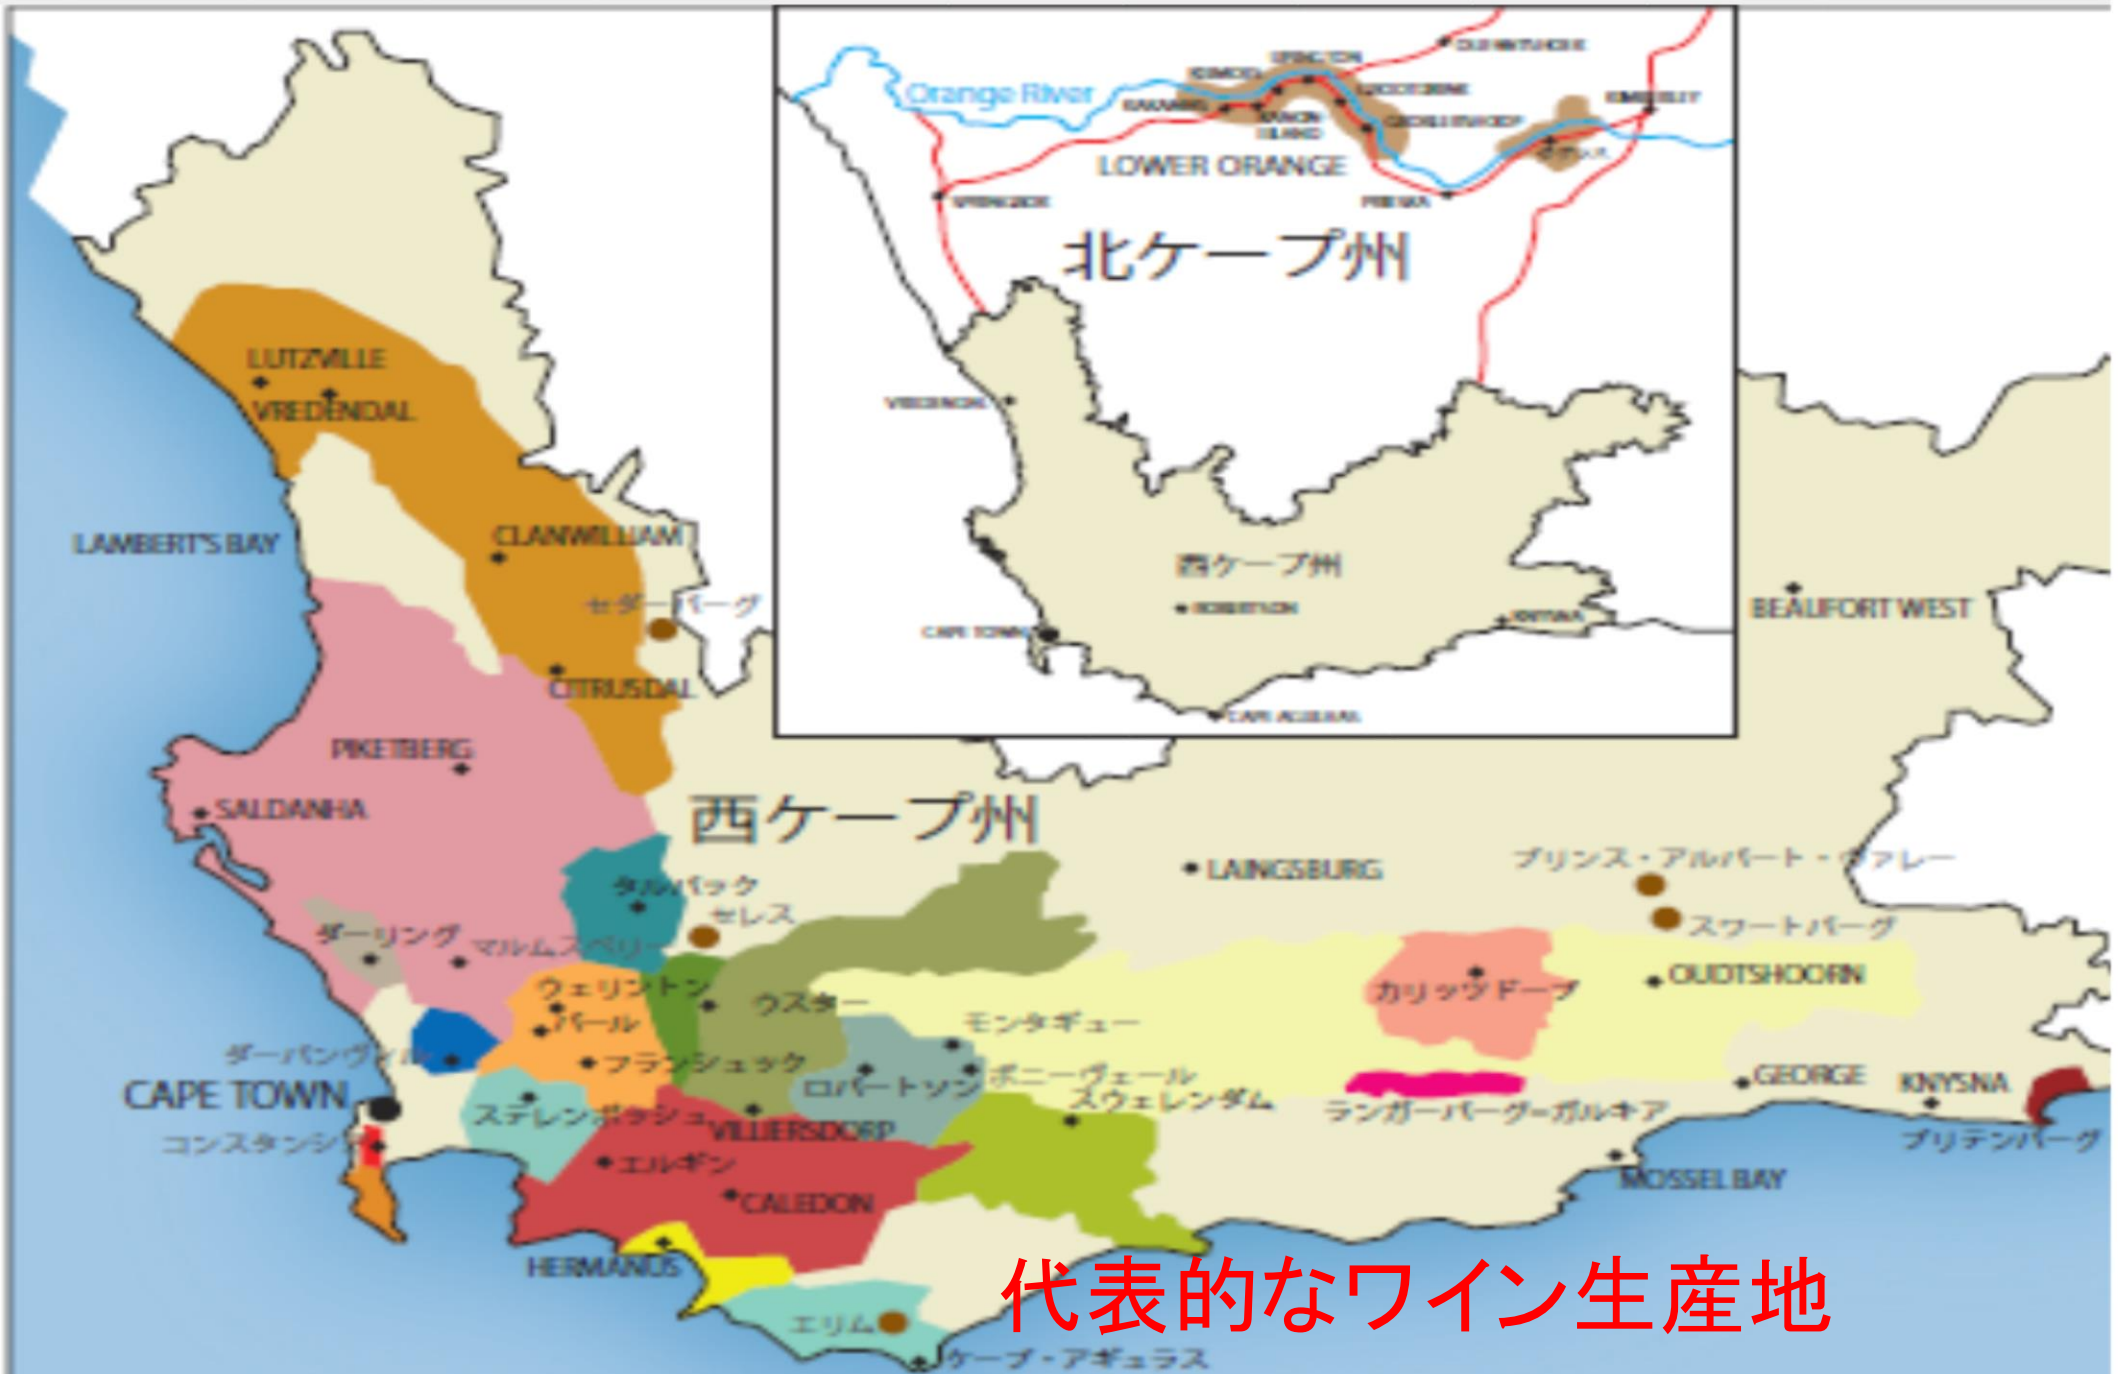 Orange River
KIMBERLEY
LOWER ORANGE
北ケープ州
LUTZVILLE
VREDENDAL
VREDENDAL
LAMBERT'S BAY
CLANWILLIAM
西ケープ州
セダーバーグ
ROBERTSON
BEAUFORT WEST
KNYSNA
CAPE TOWN
CITRUSDAL
CAPE AGULHAS
PIKETBERG
SALDANHA
西ケープ州
LAINGSBURG
プリンス・アルバート・ヴァレー
タルバック
セレス
スワートバーグ
ダーリング
マルムスベリー
OUDTSHOORN
ウェリントン
ウスター
カリッツドープ
パール
モンタギュー
ダーバンヴィル
フランシュック
ロバートソン
ボニーヴェール
GEORGE
KNYSNA
CAPE TOWN
ステレンボッシュ
スウェレンダム
ランガーバーグ-ガルキア
VILLIERSDORP
コンスタンシア
プリテンバーグ
エルギン
MOSSEL BAY
CALEDON
HERMANUS
代表的なワイン生産地
エリム
ケープ・アギュラス